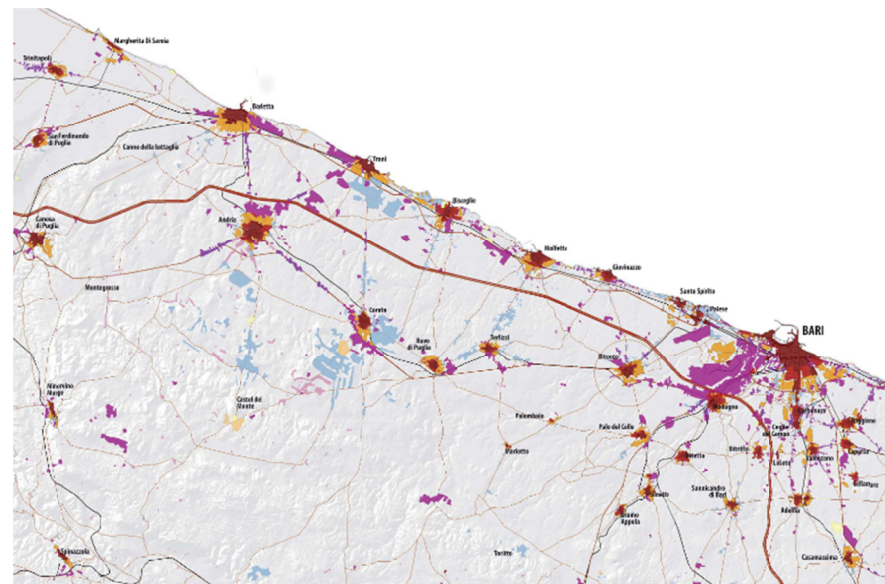 Margherita Di Savoia
Trinitapoli
Barletta
San Ferdinando
di Puglia
Canne della battaglia
Trani
Bisceglie
Andria
Canosa
di Puglia
Molfetta
Giovinazzo
Montegrosso
Santo Spirito
Palese
BARI
Corato
Ruvo
di Puglia
Terlizzi
Bitonto
Minervino
Murge
Castel del
Monte
Modugno
Palombaio
Mariotto
Palo del Colle
Bitetto
Bitritto
Sannicandro
di Bari
Grumo
Appula
Adelfia
Toritto
Spinazzola
Casamassima